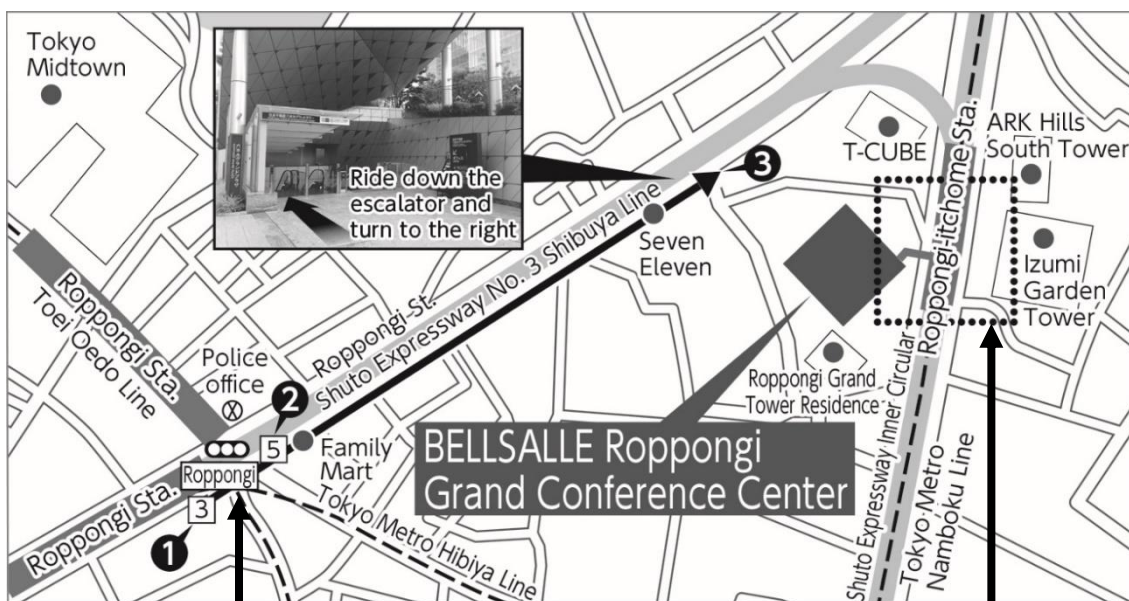 Tokyo
Midtown
Ride down the
escalator and
turn to the right
3
T-CUBE
ARK Hills
South Tower
Roppongi-itchome Sta.
Seven
Eleven
Izumi
Garden
Tower
Roppongi Sta.
Toei Oedo Line
Police
office
Roppongi St.
Shuto Expressway No. 3 Shibuya Line
2
5
Family
Mart
Roppongi
3
1
Roppongi Sta.
Tokyo Metro Hibiya Line
Roppongi Grand
Tower Residence
BELLSALLE Roppongi
Grand Conference Center
Shuto Expressway Inner Circular
Tokyo Metro
Namboku Line